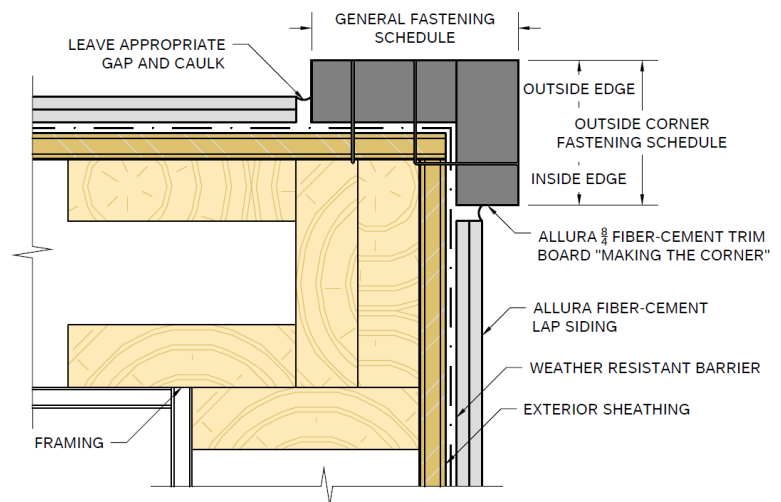 GENERAL FASTENING
SCHEDULE
LEAVE APPROPRIATE
GAP AND CAULK
OUTSIDE EDGE
OUTSIDE CORNER
FASTENING SCHEDULE
INSIDE EDGE
ALLURA 8/4 FIBER-CEMENT TRIM
BOARD "MAKING THE CORNER"
ALLURA FIBER-CEMENT
LAP SIDING
WEATHER RESISTANT BARRIER
EXTERIOR SHEATHING
FRAMING